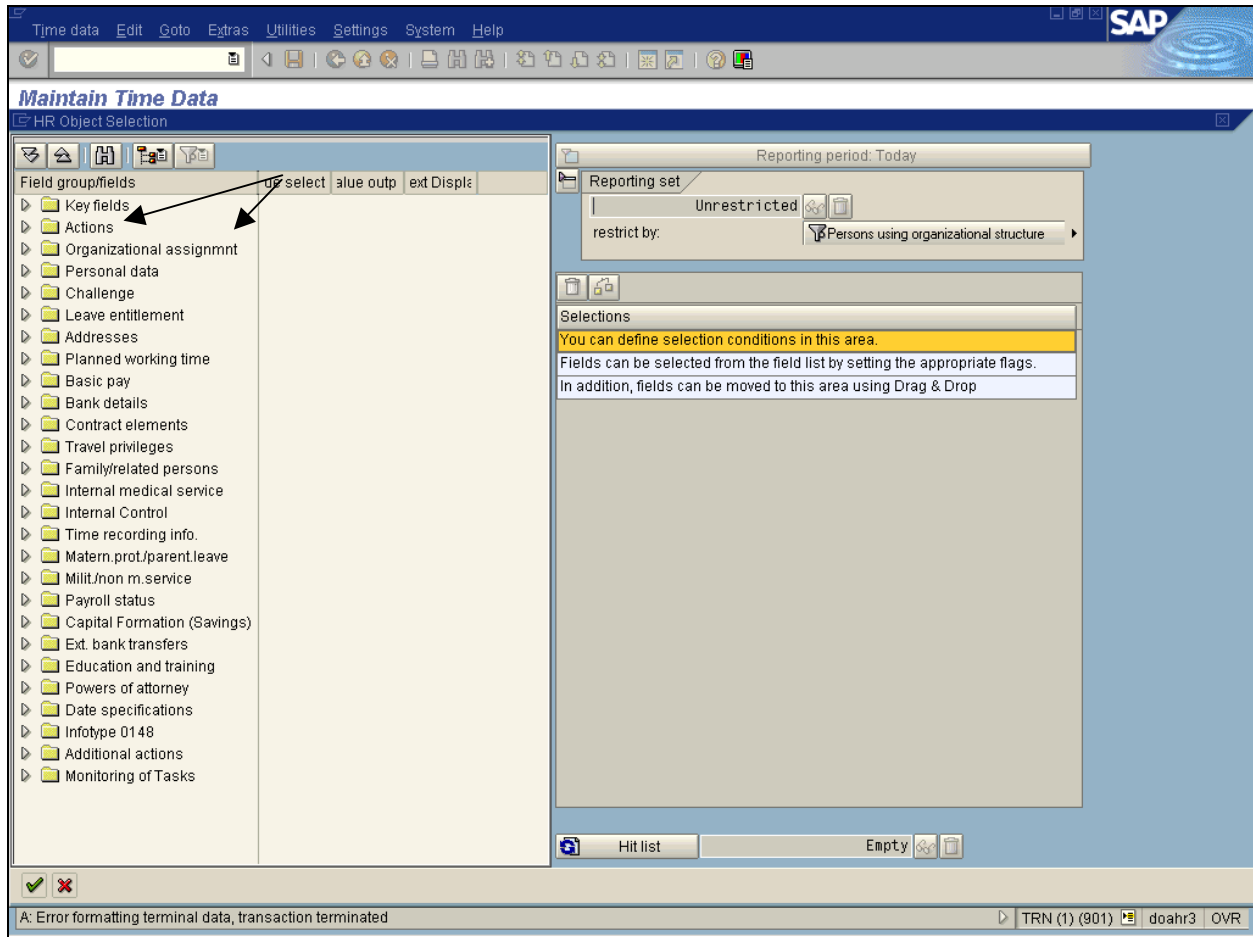 Time data Edit Goto Extras Utilities Settings System Help
SAP
Maintain Time Data
HR Object Selection
Field group/fields ue select alue outp ext Displa
Key fields
Actions
Organizational assignmnt
Personal data
Challenge
Leave entitlement
Addresses
Planned working time
Basic pay
Bank details
Contract elements
Travel privileges
Family/related persons
Internal medical service
Internal Control
Time recording info.
Matern.prot./parent.leave
Milit./non m.service
Payroll status
Capital Formation (Savings)
Ext. bank transfers
Education and training
Powers of attorney
Date specifications
Infotype 0148
Additional actions
Monitoring of Tasks
Reporting period: Today
Reporting set
Unrestricted
restrict by: Persons using organizational structure
Selections
You can define selection conditions in this area.
Fields can be selected from the field list by setting the appropriate flags.
In addition, fields can be moved to this area using Drag & Drop
Hit list Empty
A: Error formatting terminal data, transaction terminated
TRN (1) (901) doahr3 OVR